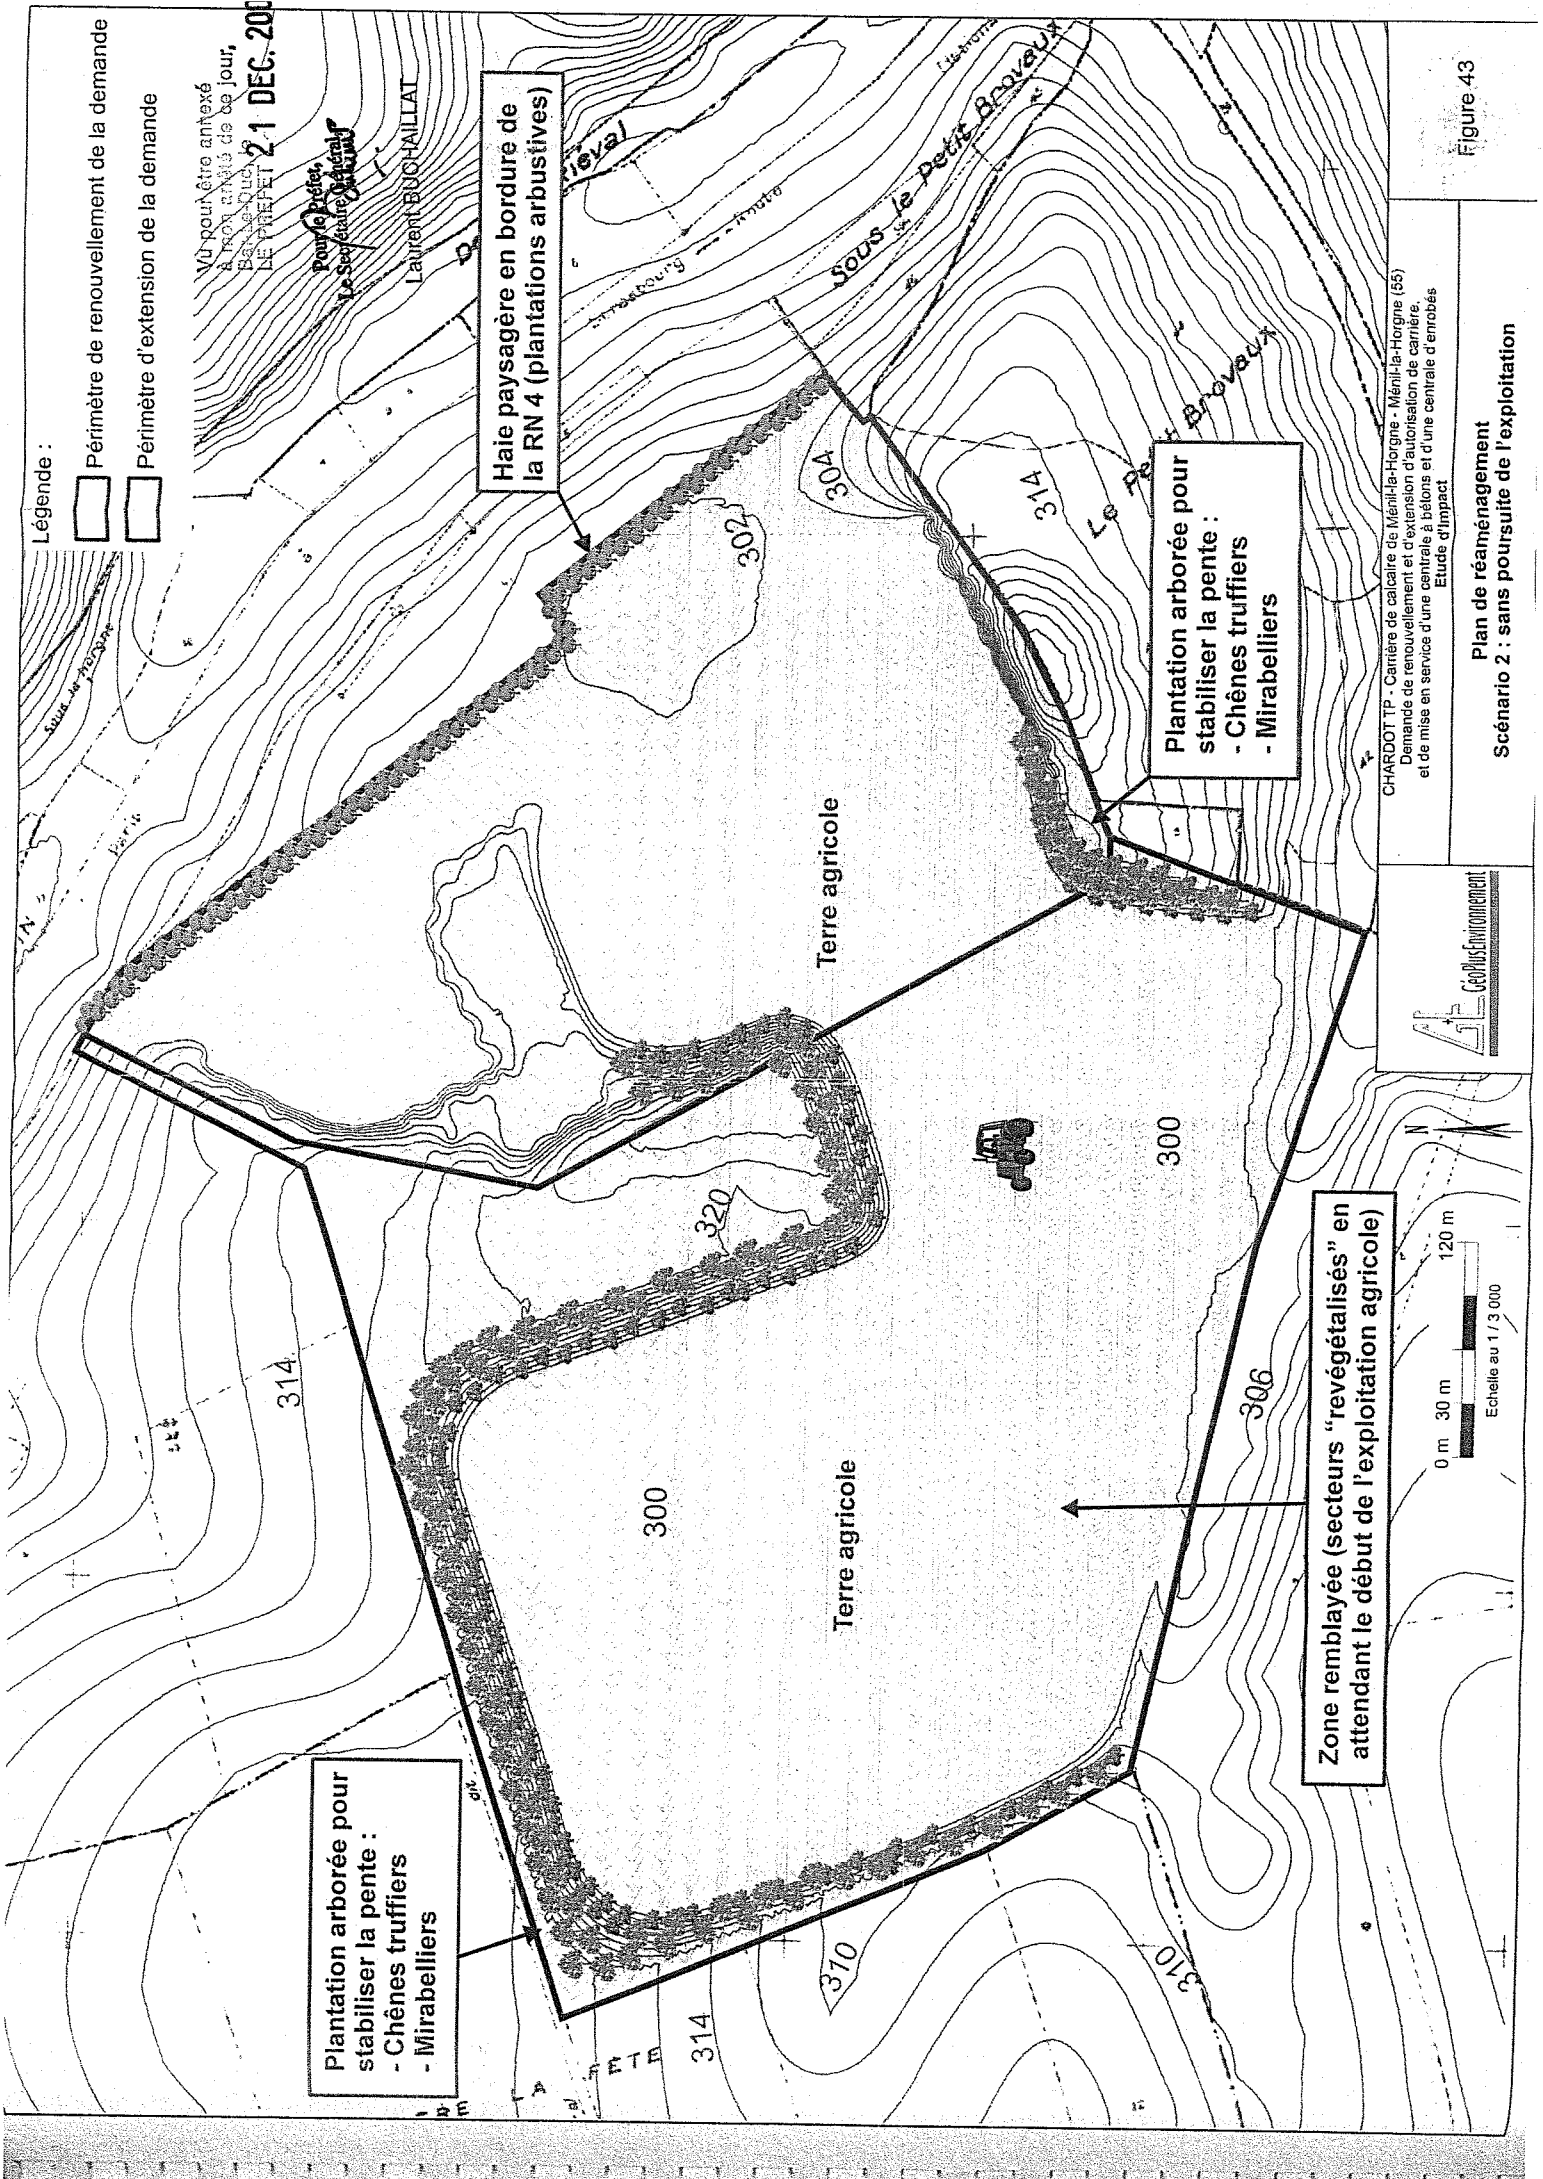 Légende :
Périmètre de renouvellement de la demande
Périmètre d'extension de la demande
Vu pour être annexé
à mon arrêté de ce jour,
LE PREFET 21 DEC. 200
Pour le Préfet,
Le Secrétaire Général
Laurent BUCHAILLAT
Haie paysagère en bordure de
la RN 4 (plantations arbustives)
Paris
Strasbourg
Route
Sous le Petit Brovaux
Le Petit Brovaux
302
304
314
Plantation arborée pour
stabiliser la pente :
- Chênes truffiers
- Mirabelliers
Terre agricole
320
314
300
Terre agricole
300
Plantation arborée pour
stabiliser la pente :
- Chênes truffiers
- Mirabelliers
LA FETE
314
310
310
306
Zone remblayée (secteurs "revégétalisés" en
attendant le début de l'exploitation agricole)
0 m 30 m 120 m
Echelle au 1 / 3 000
N
GéoPlusEnvironnement
CHARDOT TP - Carrière de calcaire de Ménil-la-Horgne - Ménil-la-Horgne (55)
Demande de renouvellement et d'extension d'autorisation de carrière,
et de mise en service d'une centrale à bétons et d'une centrale d'enrobés
Etude d'Impact
Plan de réaménagement
Scénario 2 : sans poursuite de l'exploitation
Figure 43